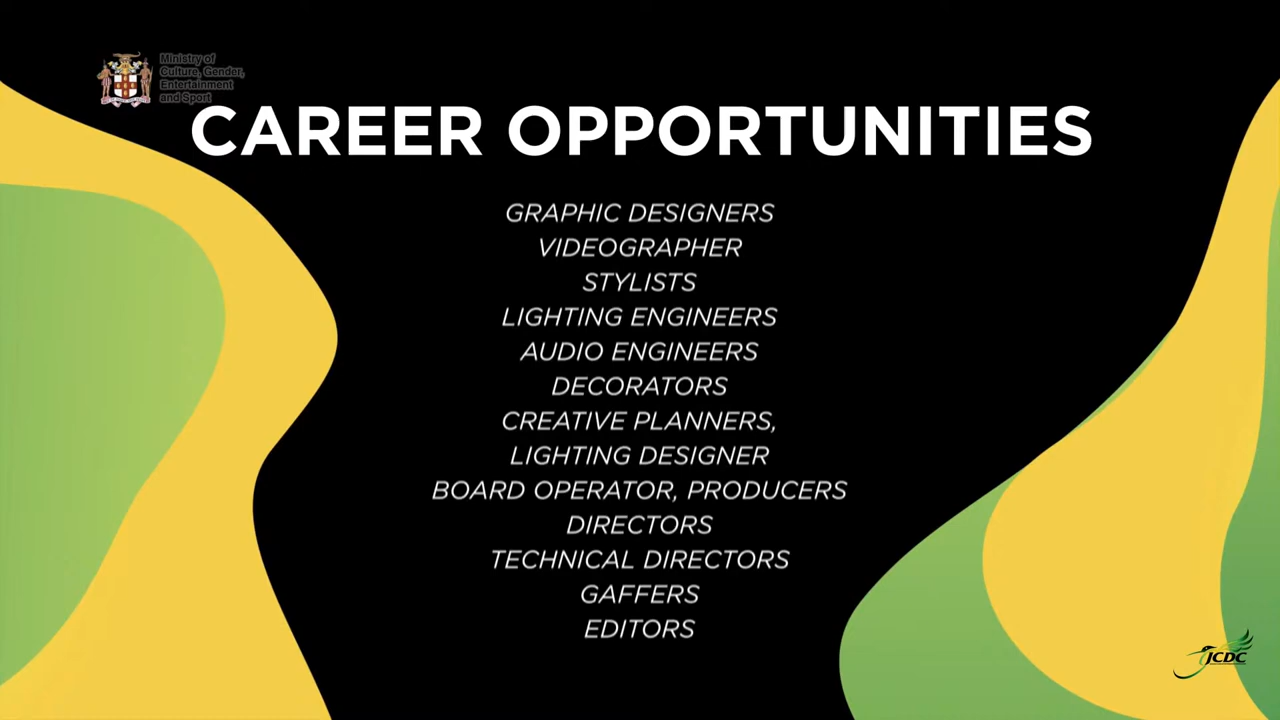 Ministry of
Culture, Gender,
Entertainment
and Sport
CAREER OPPORTUNITIES
GRAPHIC DESIGNERS
VIDEOGRAPHER
STYLISTS
LIGHTING ENGINEERS
AUDIO ENGINEERS
DECORATORS
CREATIVE PLANNERS,
LIGHTING DESIGNER
BOARD OPERATOR, PRODUCERS
DIRECTORS
TECHNICAL DIRECTORS
GAFFERS
EDITORS
JCDC